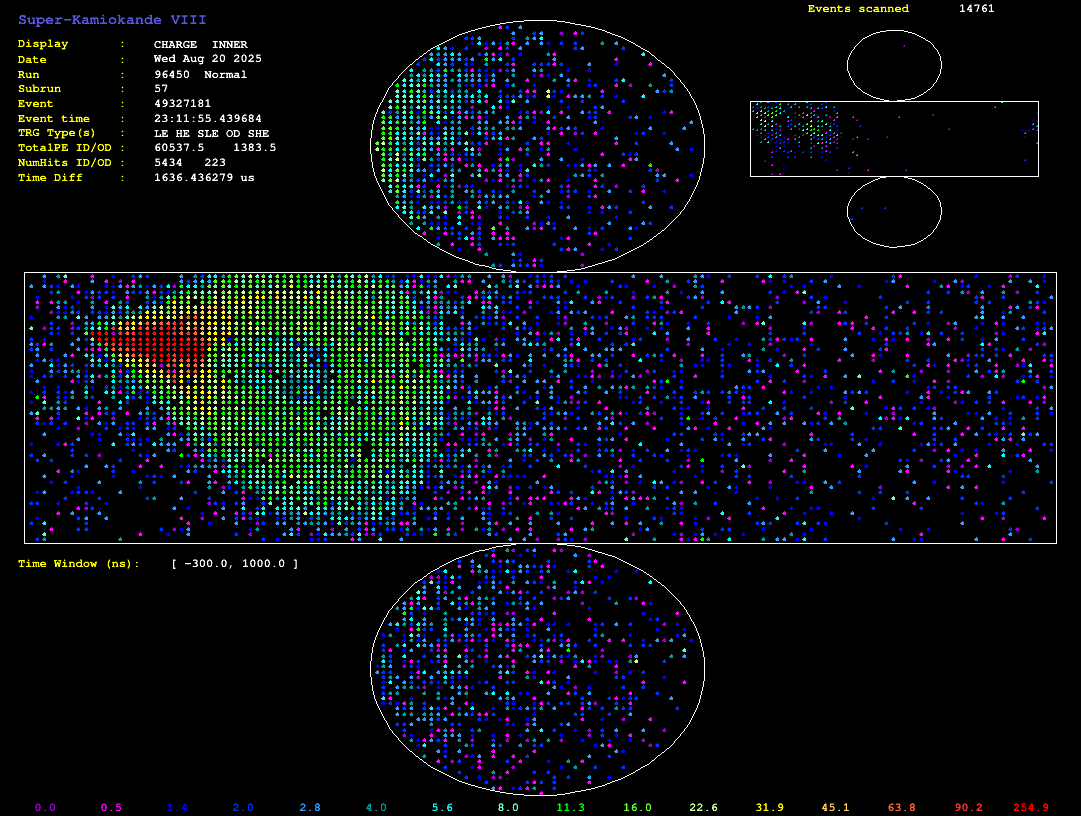 Super-Kamiokande VIII
Events scanned 14761
Display : CHARGE INNER
Date : Wed Aug 20 2025
Run : 96450 Normal
Subrun : 57
Event : 49327181
Event time : 23:11:55.439684
TRG Type(s) : LE HE SLE OD SHE
TotalPE ID/OD : 60537.5 1383.5
NumHits ID/OD : 5434 223
Time Diff : 1636.436279 us
Time Window (ns): [ -300.0, 1000.0 ]
0.0 0.5 1.4 2.0 2.8 4.0 5.6 8.0 11.3 16.0 22.6 31.9 45.1 63.8 90.2 254.9